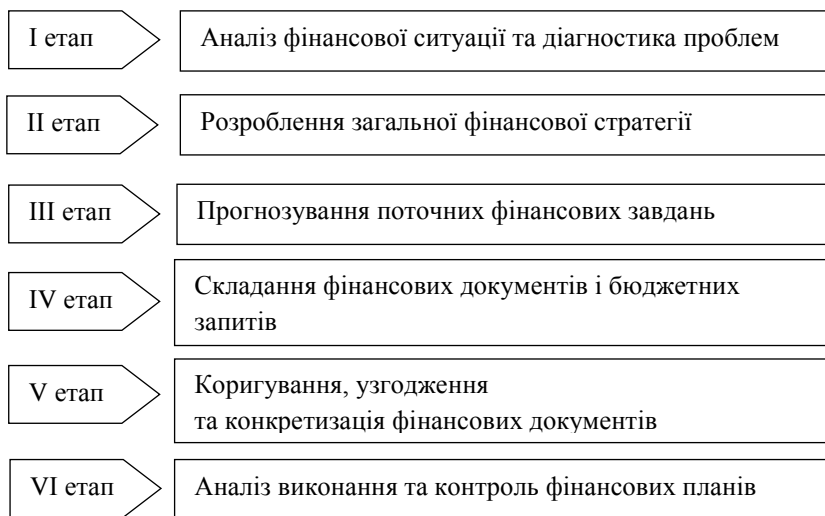 I етап
Аналіз фінансової ситуації та діагностика проблем
II етап
Розроблення загальної фінансової стратегії
III етап
Прогнозування поточних фінансових завдань
IV етап
Складання фінансових документів і бюджетних
запитів
V етап
Коригування, узгодження
та конкретизація фінансових документів
VI етап
Аналіз виконання та контроль фінансових планів